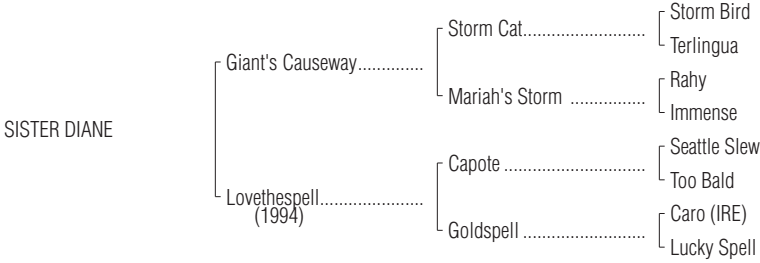 Storm Bird
Storm Cat..........................
Terlingua
Giant's Causeway..............
Rahy
Mariah's Storm ................
Immense
SISTER DIANE
Seattle Slew
Capote ..............................
Too Bald
Lovethespell......................
(1994)
Caro (IRE)
Goldspell ..........................
Lucky Spell